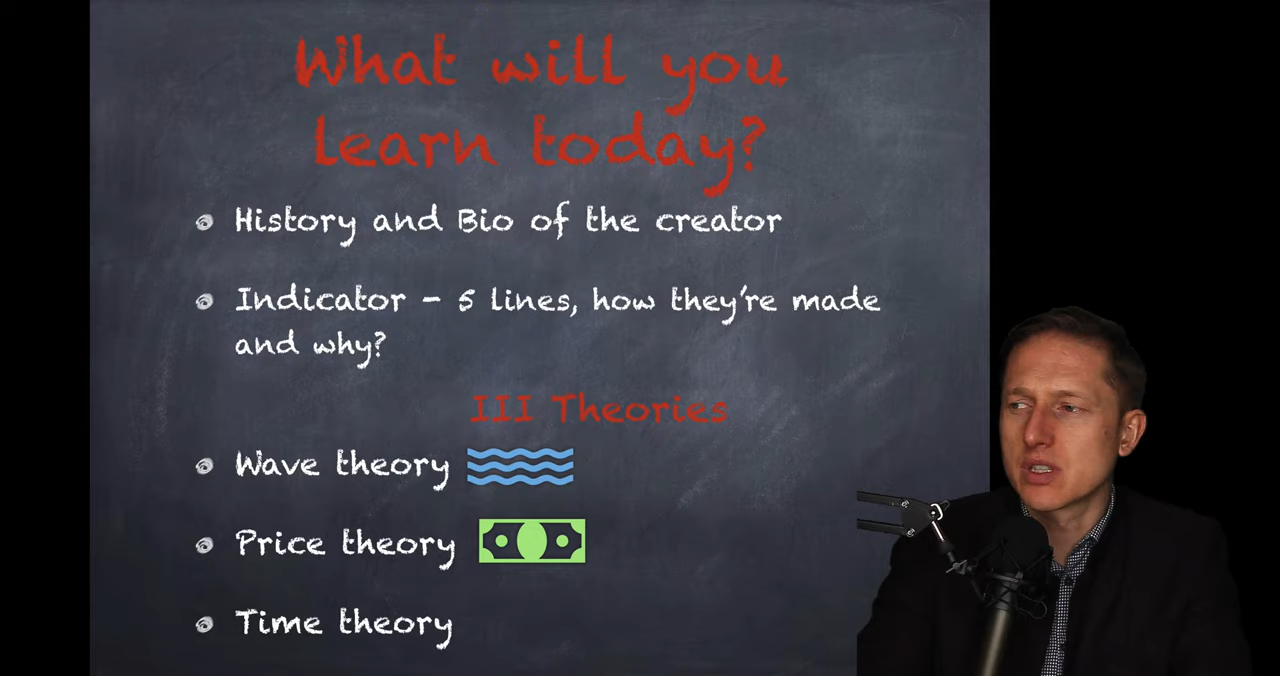 What will you
learn today?
History and Bio of the creator
Indicator - 5 lines, how they're made
and why?
III Theories
Wave theory
Price theory
Time theory